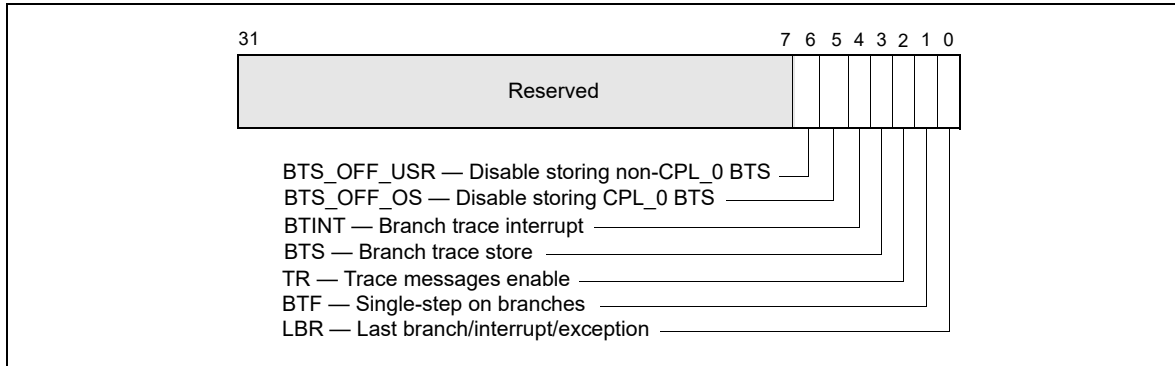 31 7 6 5 4 3 2 1 0
Reserved
BTS_OFF_USR — Disable storing non-CPL_0 BTS
BTS_OFF_OS — Disable storing CPL_0 BTS
BTINT — Branch trace interrupt
BTS — Branch trace store
TR — Trace messages enable
BTF — Single-step on branches
LBR — Last branch/interrupt/exception